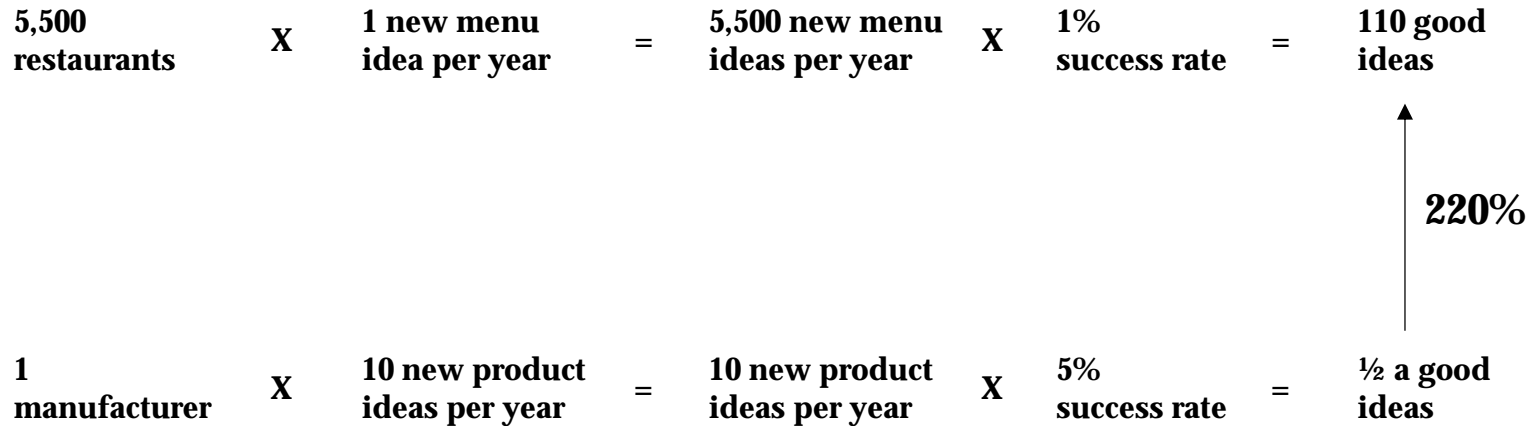 5,500 restaurants X 1 new menu idea per year = 5,500 new menu ideas per year X 1% success rate = 110 good ideas
220%
1 manufacturer X 10 new product ideas per year = 10 new product ideas per year X 5% success rate = ½ a good ideas